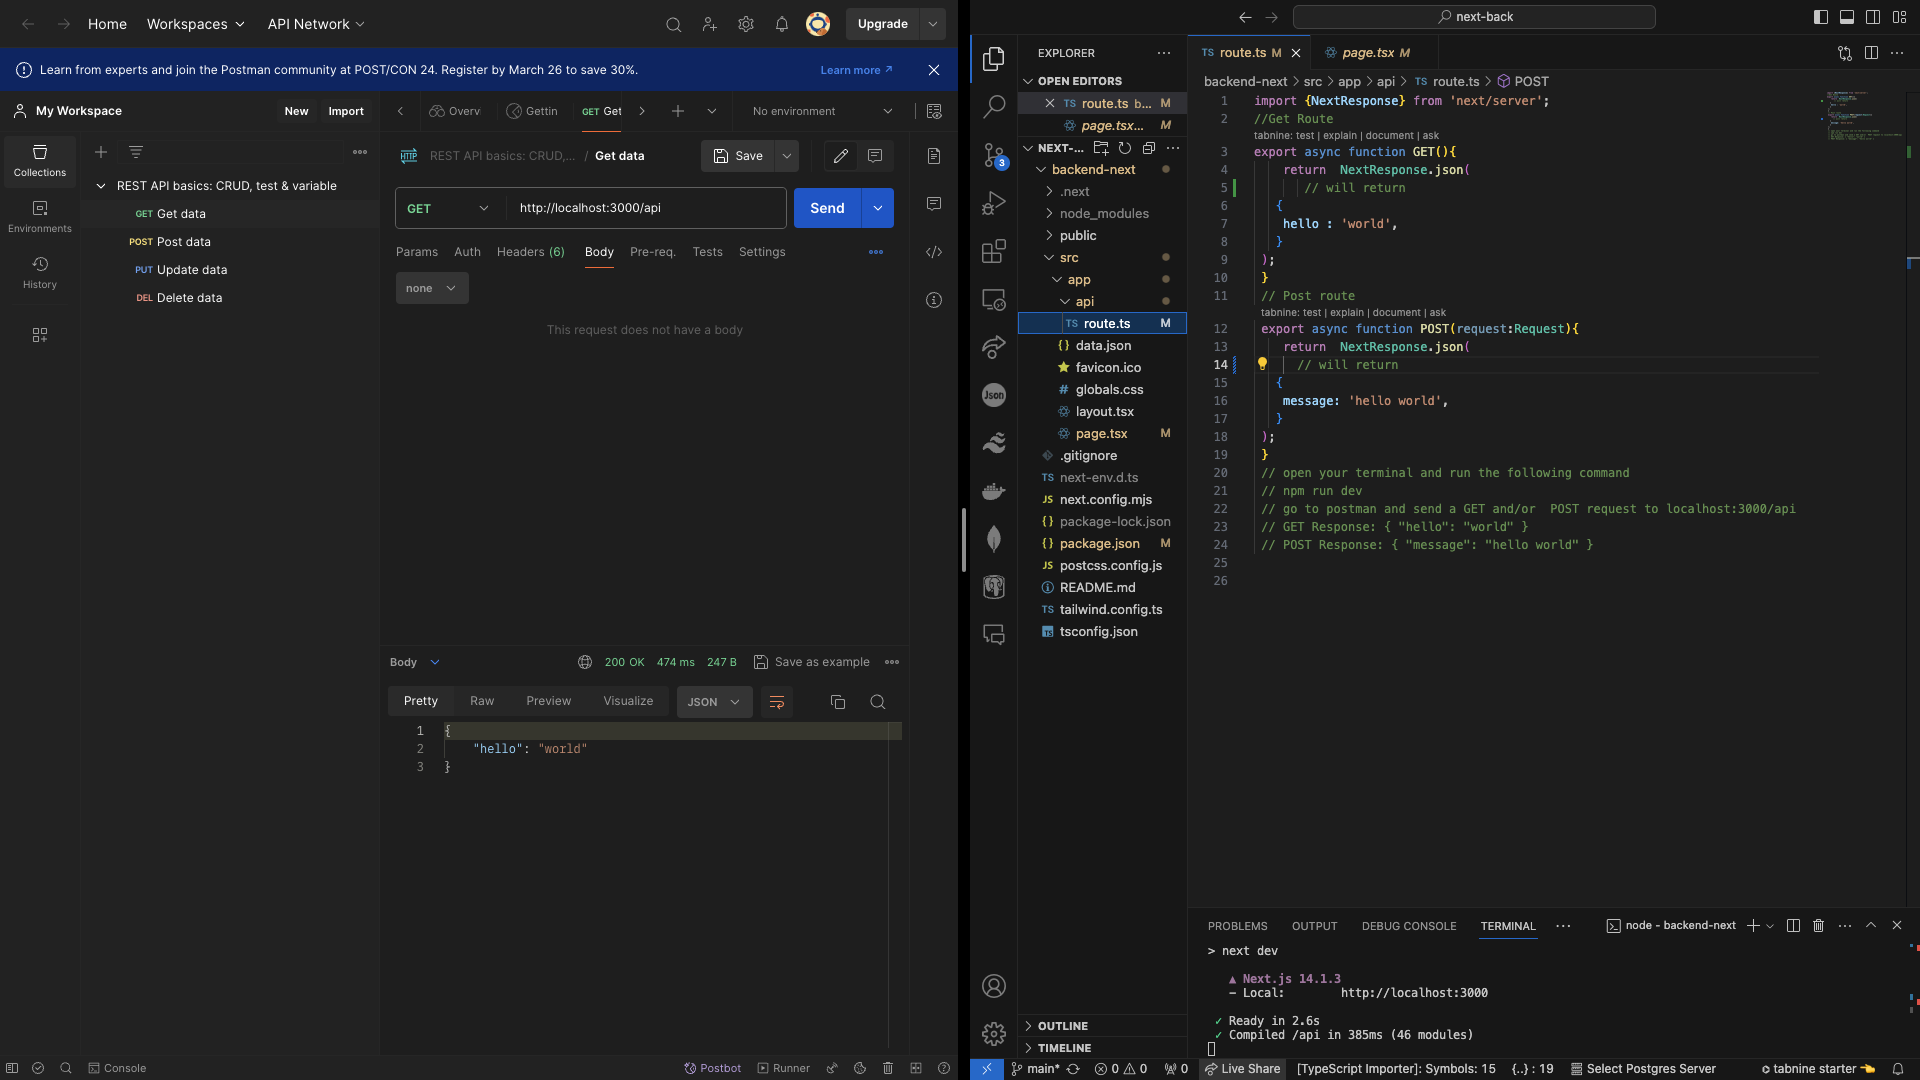 Home Workspaces API Network Upgrade
Learn from experts and join the Postman community at POST/CON 24. Register by March 26 to save 30%. Learn more ↗
My Workspace New Import
Overv Gettin GET Get No environment
Collections
Environments
History
REST API basics: CRUD, test & variable
GET Get data
POST Post data
PUT Update data
DEL Delete data
HTTP REST API basics: CRUD,... / Get data Save
GET http://localhost:3000/api Send
Params Auth Headers (6) Body Pre-req. Tests Settings
none
This request does not have a body
Body 200 OK 474 ms 247 B Save as example
Pretty Raw Preview Visualize JSON
1 {
2 "hello": "world"
3 }
Console Postbot Runner
next-back
EXPLORER
OPEN EDITORS
TS route.ts b... M
page.tsx... M
NEXT-...
backend-next
.next
node_modules
public
src
app
api
TS route.ts M
{} data.json
favicon.ico
# globals.css
layout.tsx
page.tsx M
.gitignore
TS next-env.d.ts
JS next.config.mjs
{} package-lock.json
{} package.json M
JS postcss.config.js
README.md
TS tailwind.config.ts
TS tsconfig.json
OUTLINE
TIMELINE
3
Json
TS route.ts M page.tsx M
backend-next > src > app > api > TS route.ts > POST
1 import {NextResponse} from 'next/server';
2 //Get Route
tabnine: test | explain | document | ask
3 export async function GET(){
4 return NextResponse.json(
5 // will return
6 {
7 hello : 'world',
8 }
9 );
10 }
11 // Post route
tabnine: test | explain | document | ask
12 export async function POST(request:Request){
13 return NextResponse.json(
14 // will return
15 {
16 message: 'hello world',
17 }
18 );
19 }
20 // open your terminal and run the following command
21 // npm run dev
22 // go to postman and send a GET and/or  POST request to localhost:3000/api
23 // GET Response: { "hello": "world" }
24 // POST Response: { "message": "hello world" }
25
26
PROBLEMS OUTPUT DEBUG CONSOLE TERMINAL node - backend-next
> next dev
▲ Next.js 14.1.3
- Local: http://localhost:3000
✓ Ready in 2.6s
✓ Compiled /api in 385ms (46 modules)
main* 0 0 0 Live Share [TypeScript Importer]: Symbols: 15 {..} : 19 Select Postgres Server tabnine starter